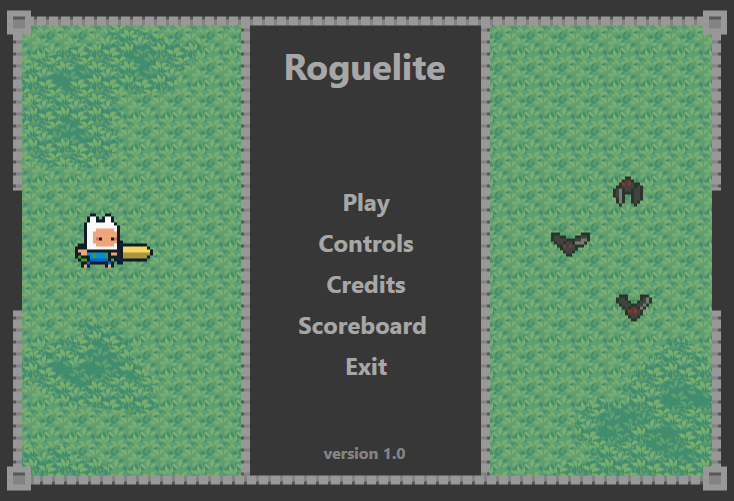 Roguelite
Play
Controls
Credits
Scoreboard
Exit
version 1.0